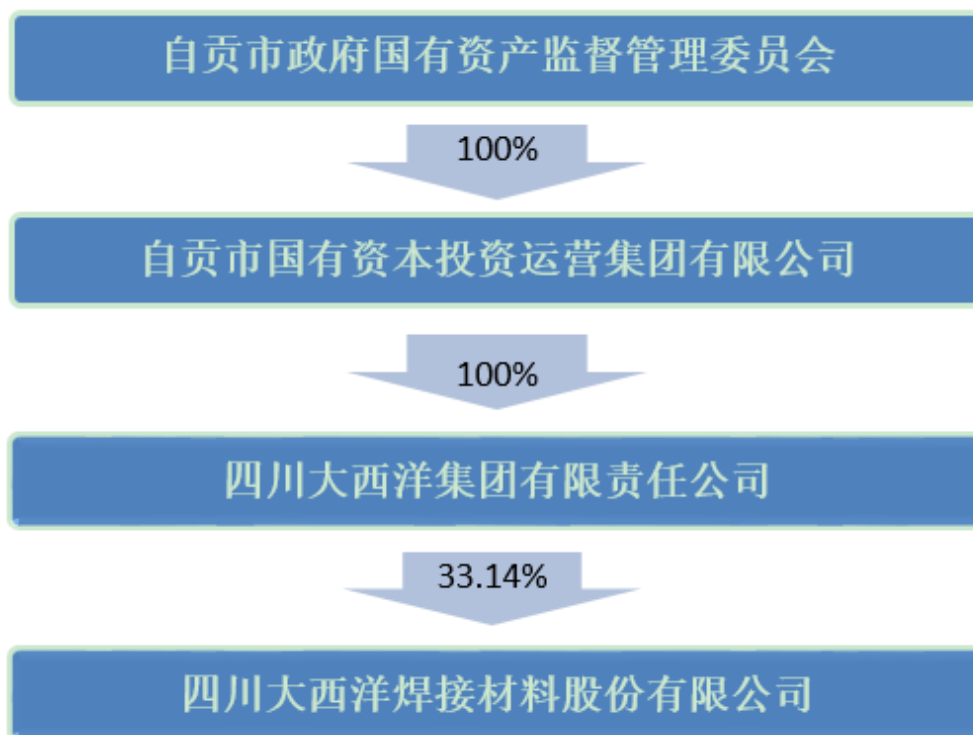 自贡市政府国有资产监督管理委员会
100%
自贡市国有资本投资运营集团有限公司
100%
四川大西洋集团有限责任公司
33.14%
四川大西洋焊接材料股份有限公司